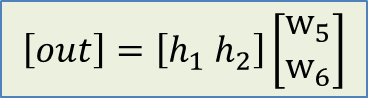 [out] = [h₁ h₂] [w₅
w₆]